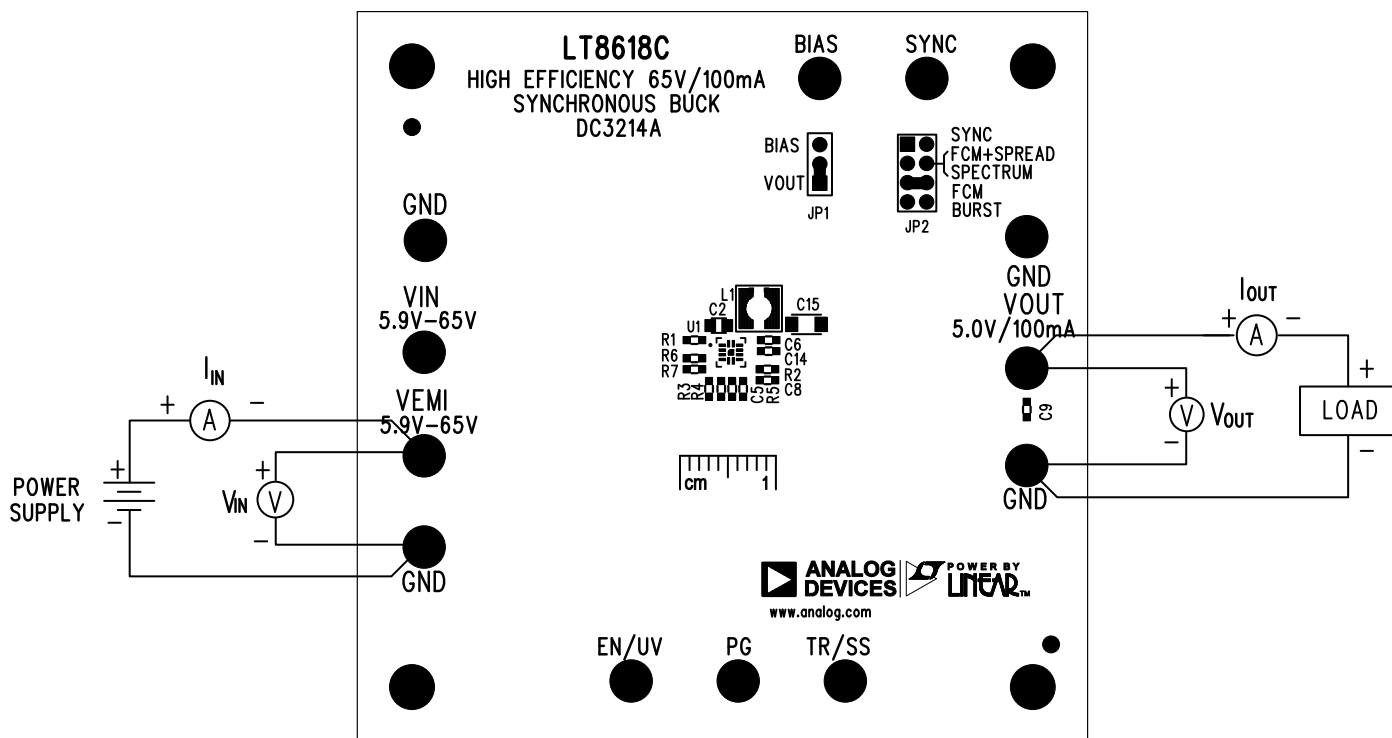 LT8618C
HIGH EFFICIENCY 65V/100mA
SYNCHRONOUS BUCK
DC3214A
BIAS
SYNC
BIAS
VOUT
JP1
SYNC
FCM+SPREAD
SPECTRUM
FCM
BURST
JP2
GND
VIN
5.9V-65V
VEMI
5.9V-65V
GND
IIN
+
-
A
+
-
POWER
SUPPLY
+
-
VIN
V
L1
C2
C15
U1
R1
R6
R7
C6
C14
R2
C8
R3
R4
C5
R5
cm 1
GND
VOUT
5.0V/100mA
C9
GND
IOUT
+
-
A
+
-
V
VOUT
+
LOAD
-
ANALOG
DEVICES
POWER BY
LINEAR™
www.analog.com
EN/UV
PG
TR/SS